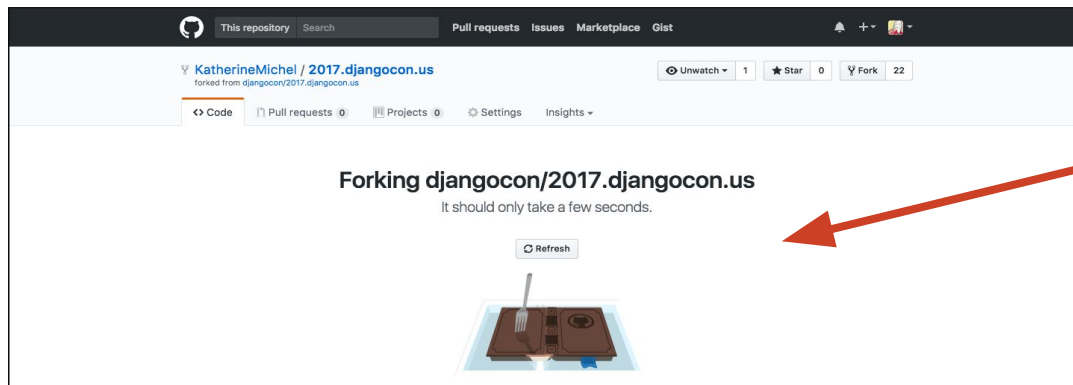 This repository Search Pull requests Issues Marketplace Gist
KatherineMichel / 2017.djangocon.us Unwatch 1 Star 0 Fork 22
forked from djangocon/2017.djangocon.us
<> Code Pull requests 0 Projects 0 Settings Insights
Forking djangocon/2017.djangocon.us
It should only take a few seconds.
Refresh